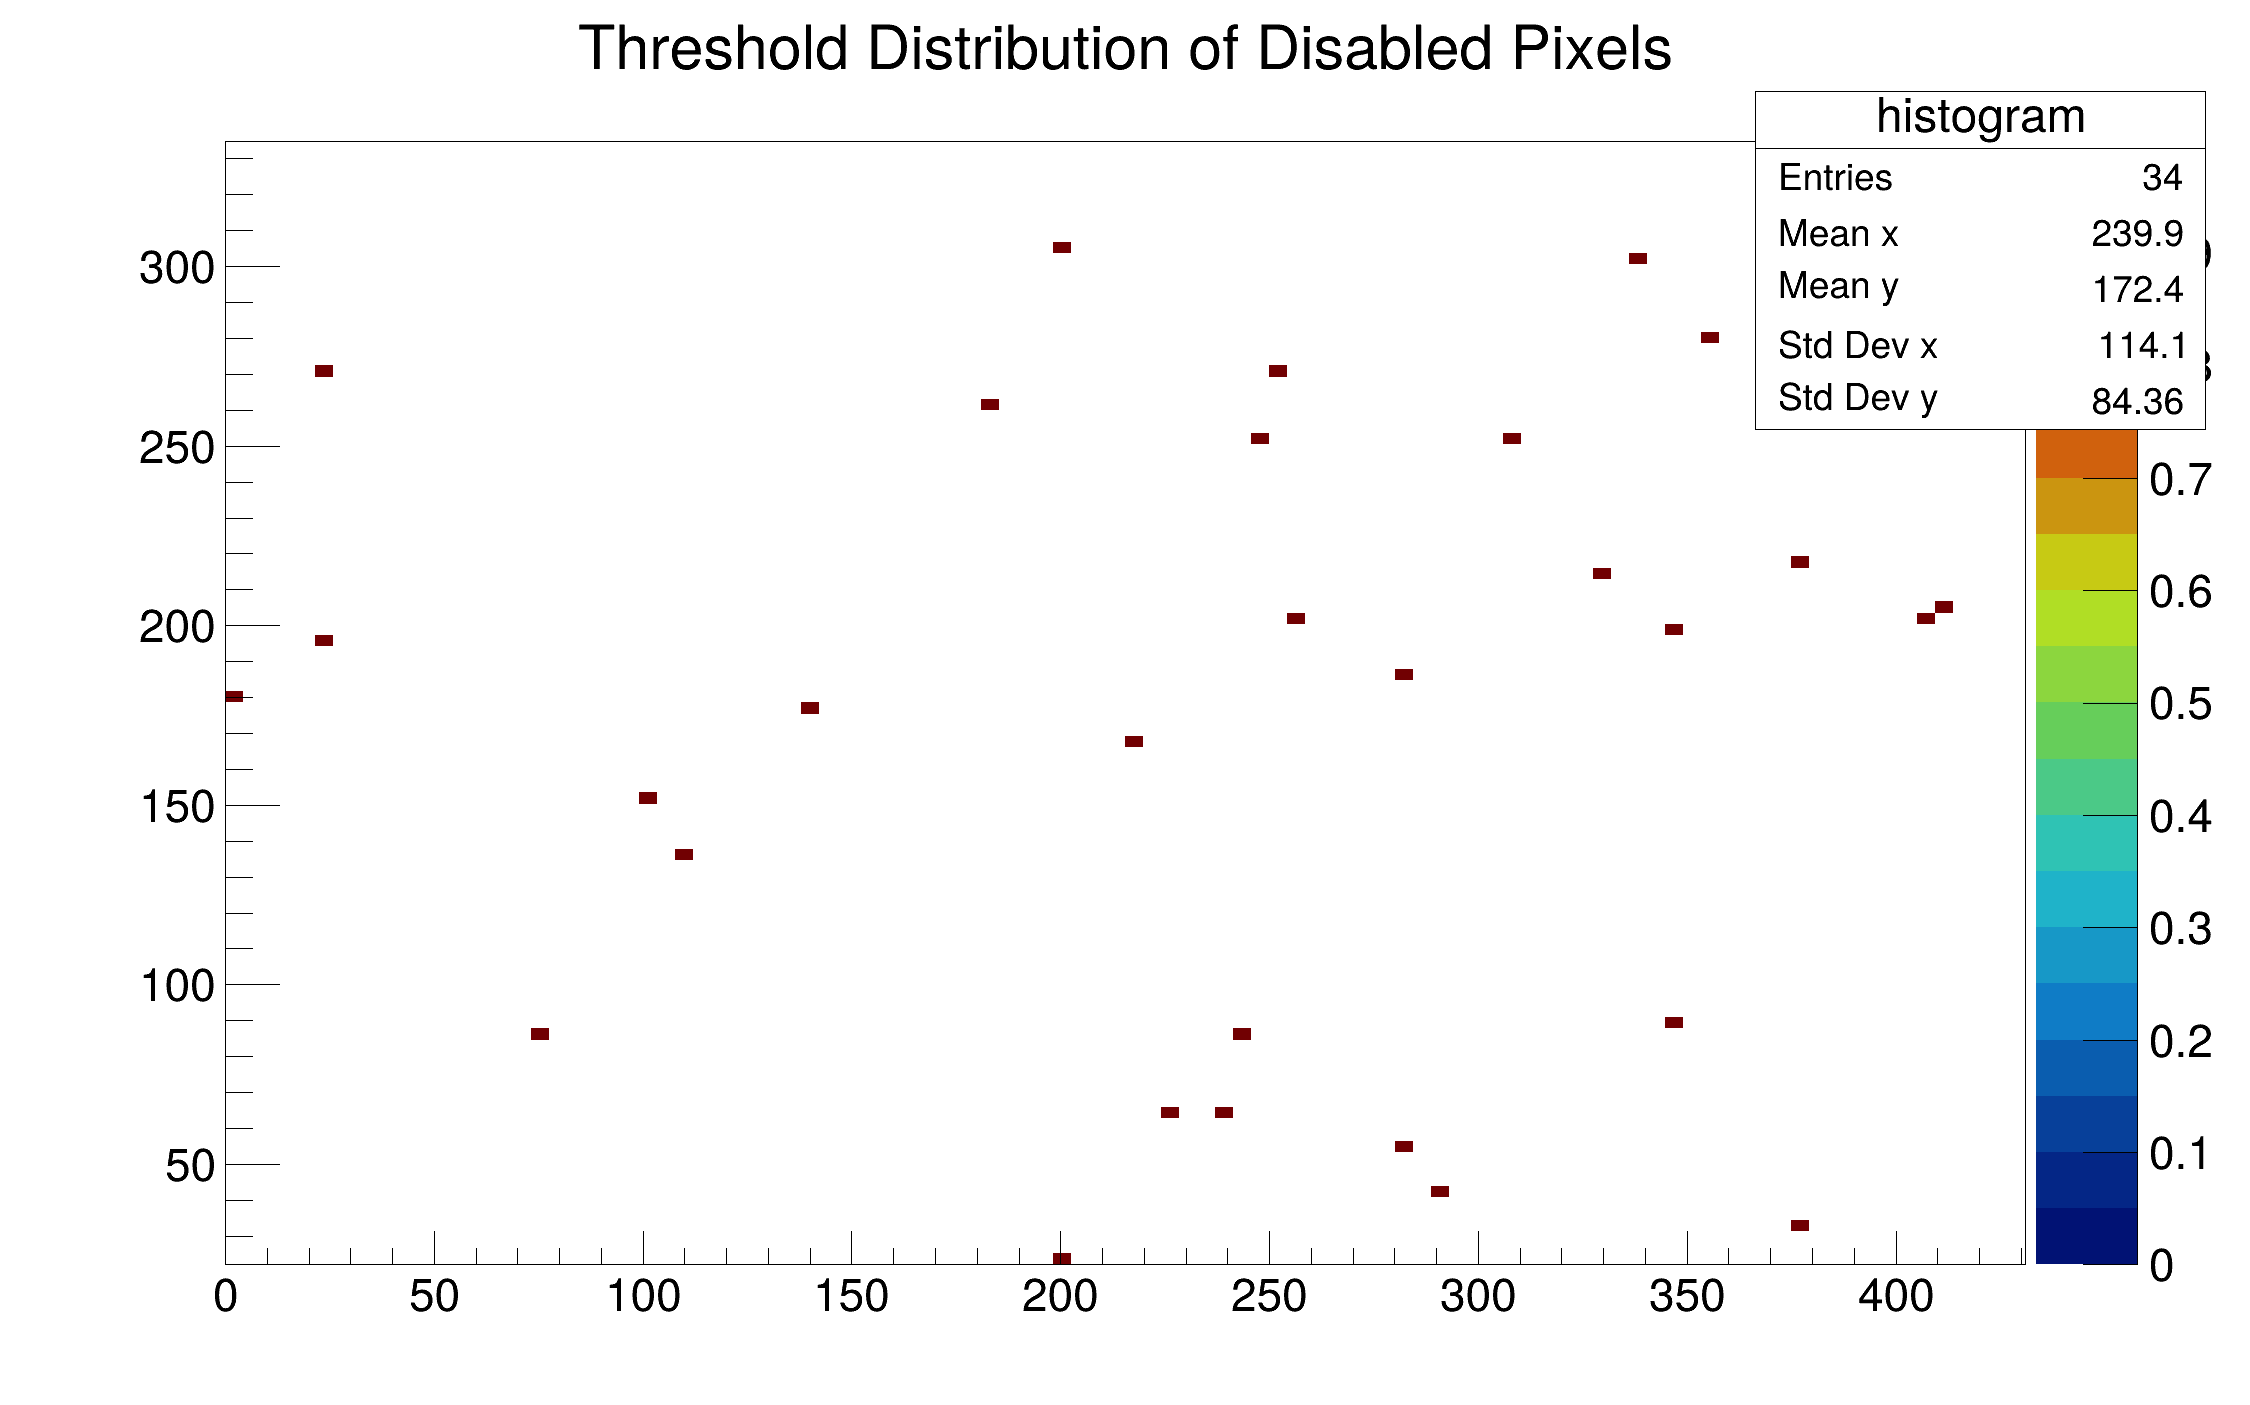 Threshold Distribution of Disabled Pixels
histogram
Entries 34
Mean x 239.9
Mean y 172.4
Std Dev x 114.1
Std Dev y 84.36
300
250
200
150
100
50
0 50 100 150 200 250 300 350 400
0.7
0.6
0.5
0.4
0.3
0.2
0.1
0